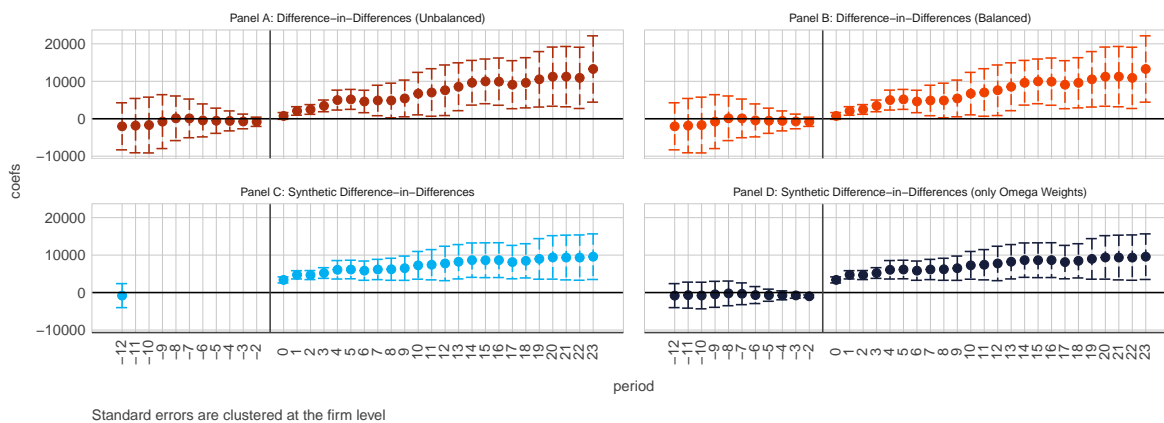 Panel A: Difference−in−Differences (Unbalanced)
Panel B: Difference−in−Differences (Balanced)
20000
10000
0
−10000
Panel C: Synthetic Difference−in−Differences
Panel D: Synthetic Difference−in−Differences (only Omega Weights)
20000
10000
0
−10000
coefs
−12 −11 −10 −9 −8 −7 −6 −5 −4 −3 −2 0 1 2 3 4 5 6 7 8 9 10 11 12 13 14 15 16 17 18 19 20 21 22 23
−12 −11 −10 −9 −8 −7 −6 −5 −4 −3 −2 0 1 2 3 4 5 6 7 8 9 10 11 12 13 14 15 16 17 18 19 20 21 22 23
period
Standard errors are clustered at the firm level